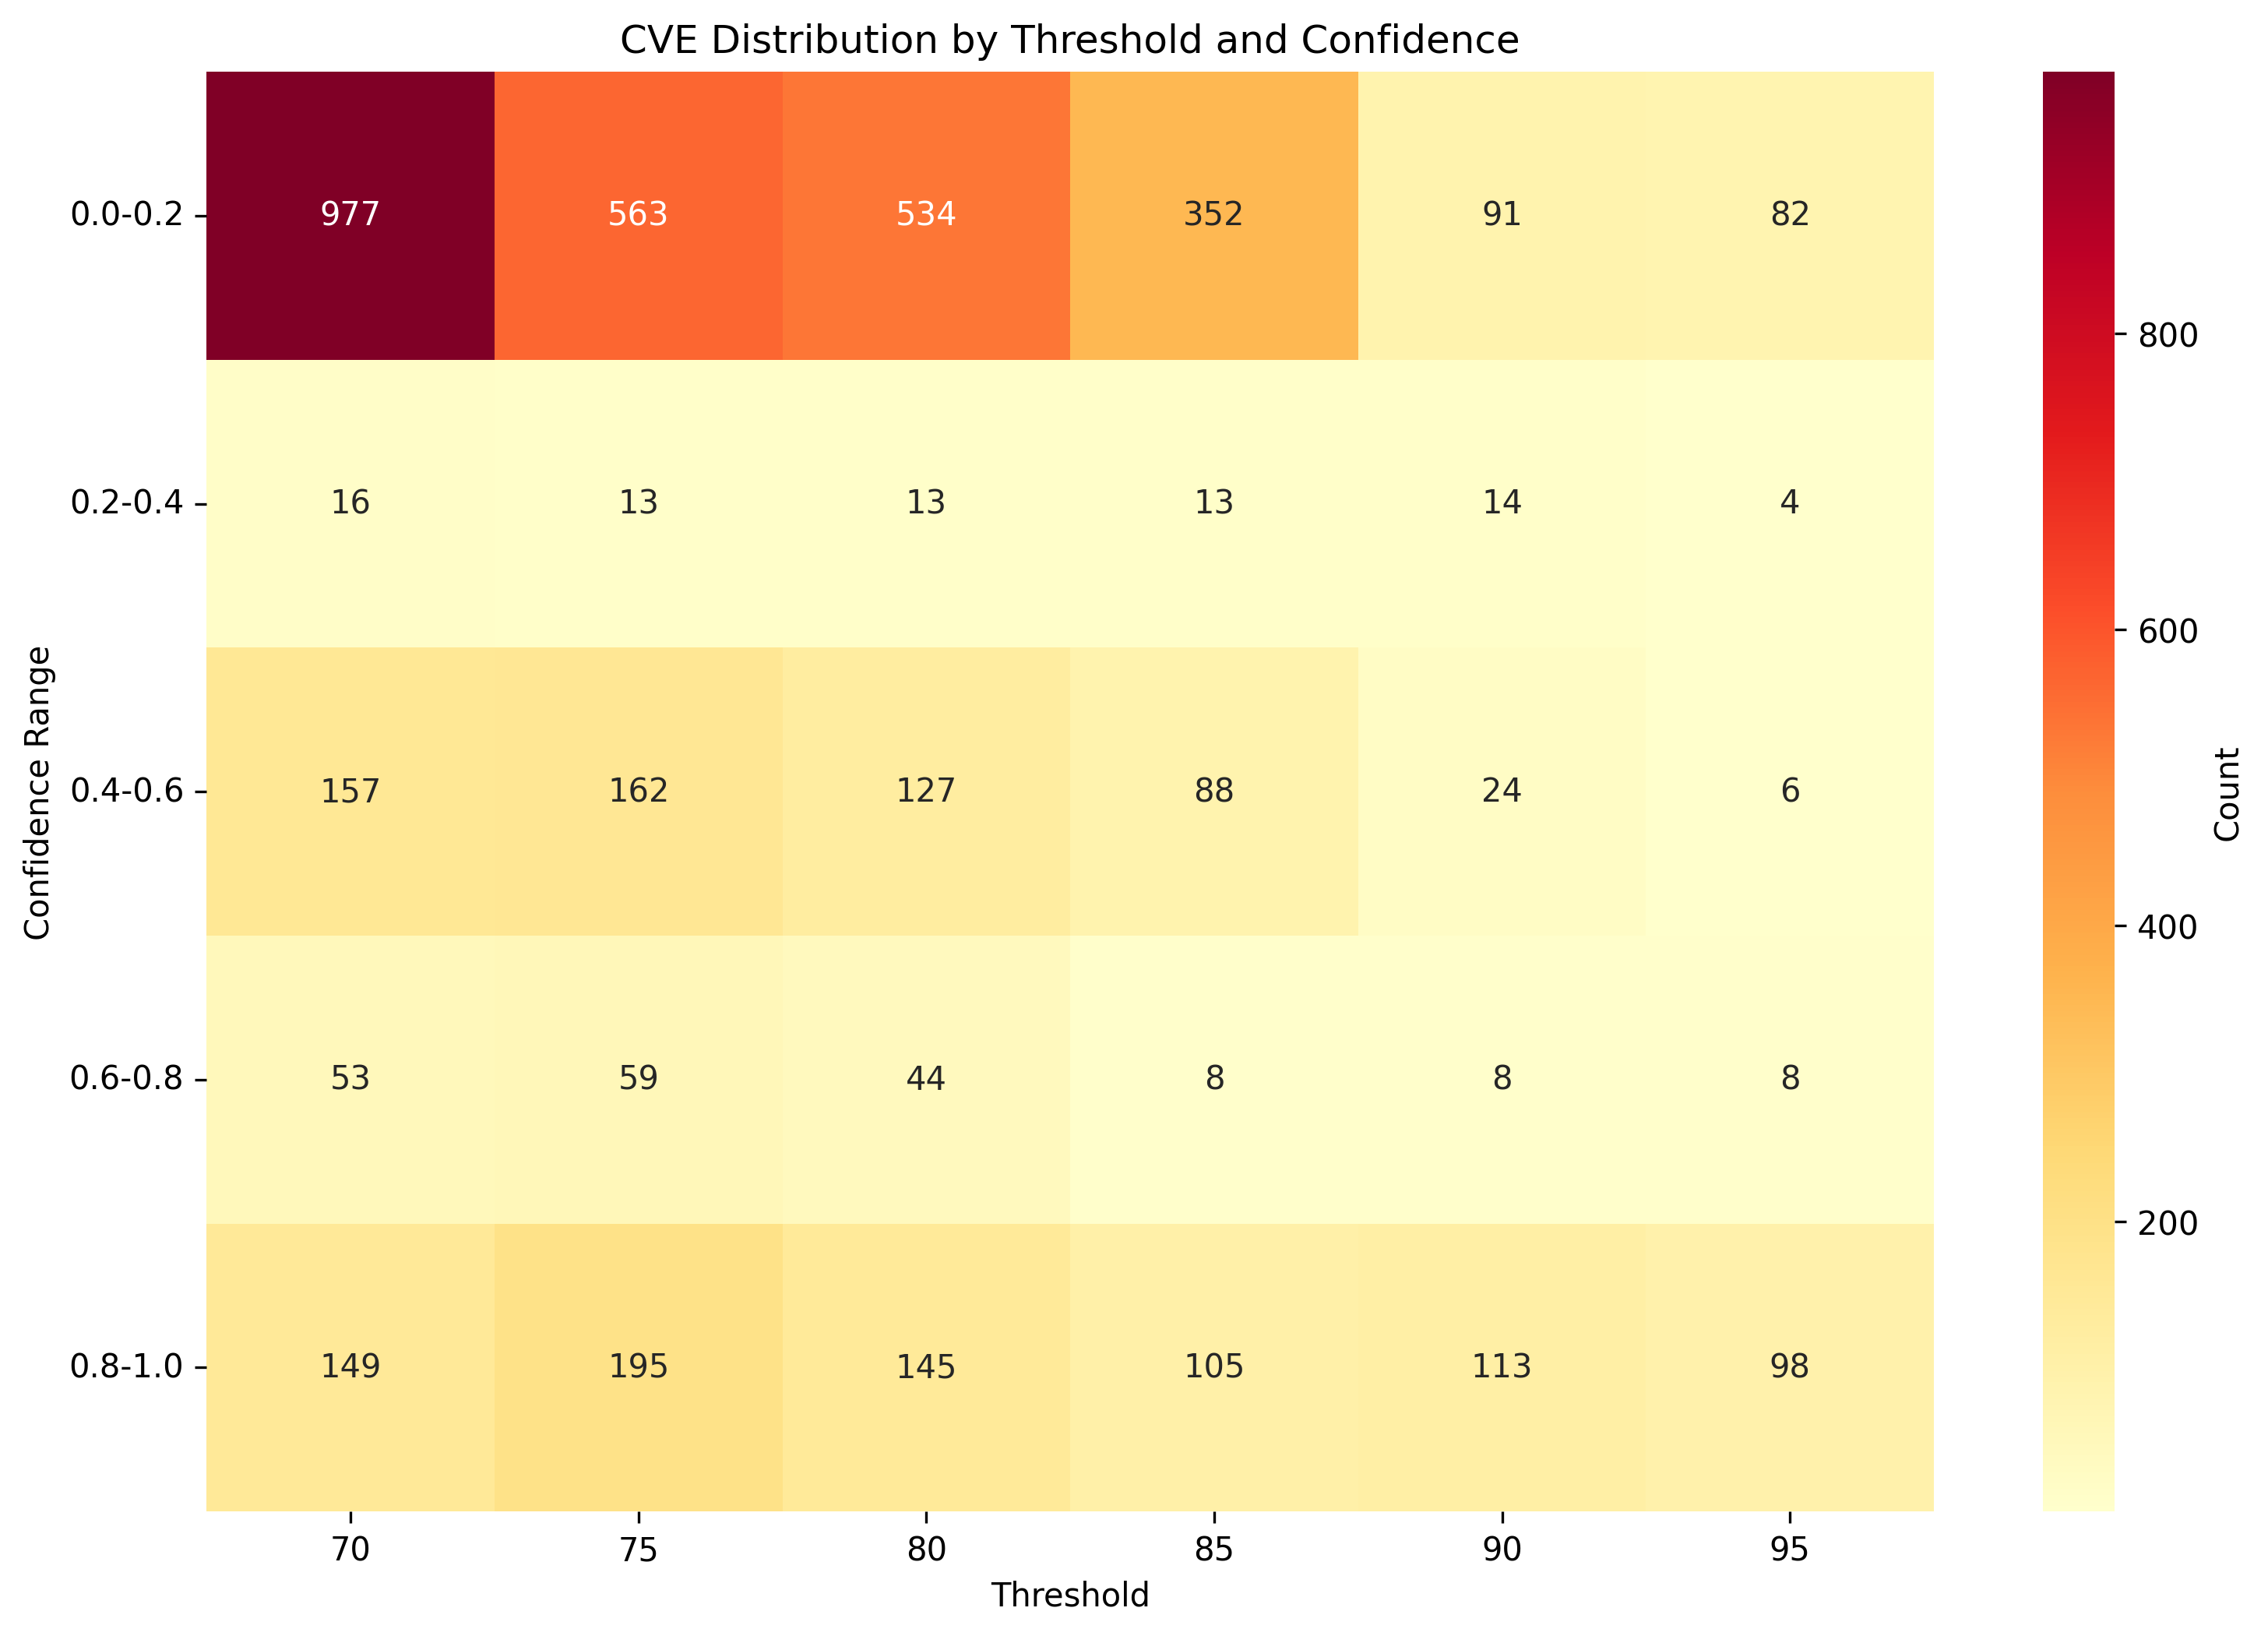 CVE Distribution by Threshold and Confidence
0.0-0.2 977 563 534 352 91 82
0.2-0.4 16 13 13 13 14 4
0.4-0.6 157 162 127 88 24 6
0.6-0.8 53 59 44 8 8 8
0.8-1.0 149 195 145 105 113 98
70 75 80 85 90 95
Threshold
Confidence Range
800
600
400
200
Count